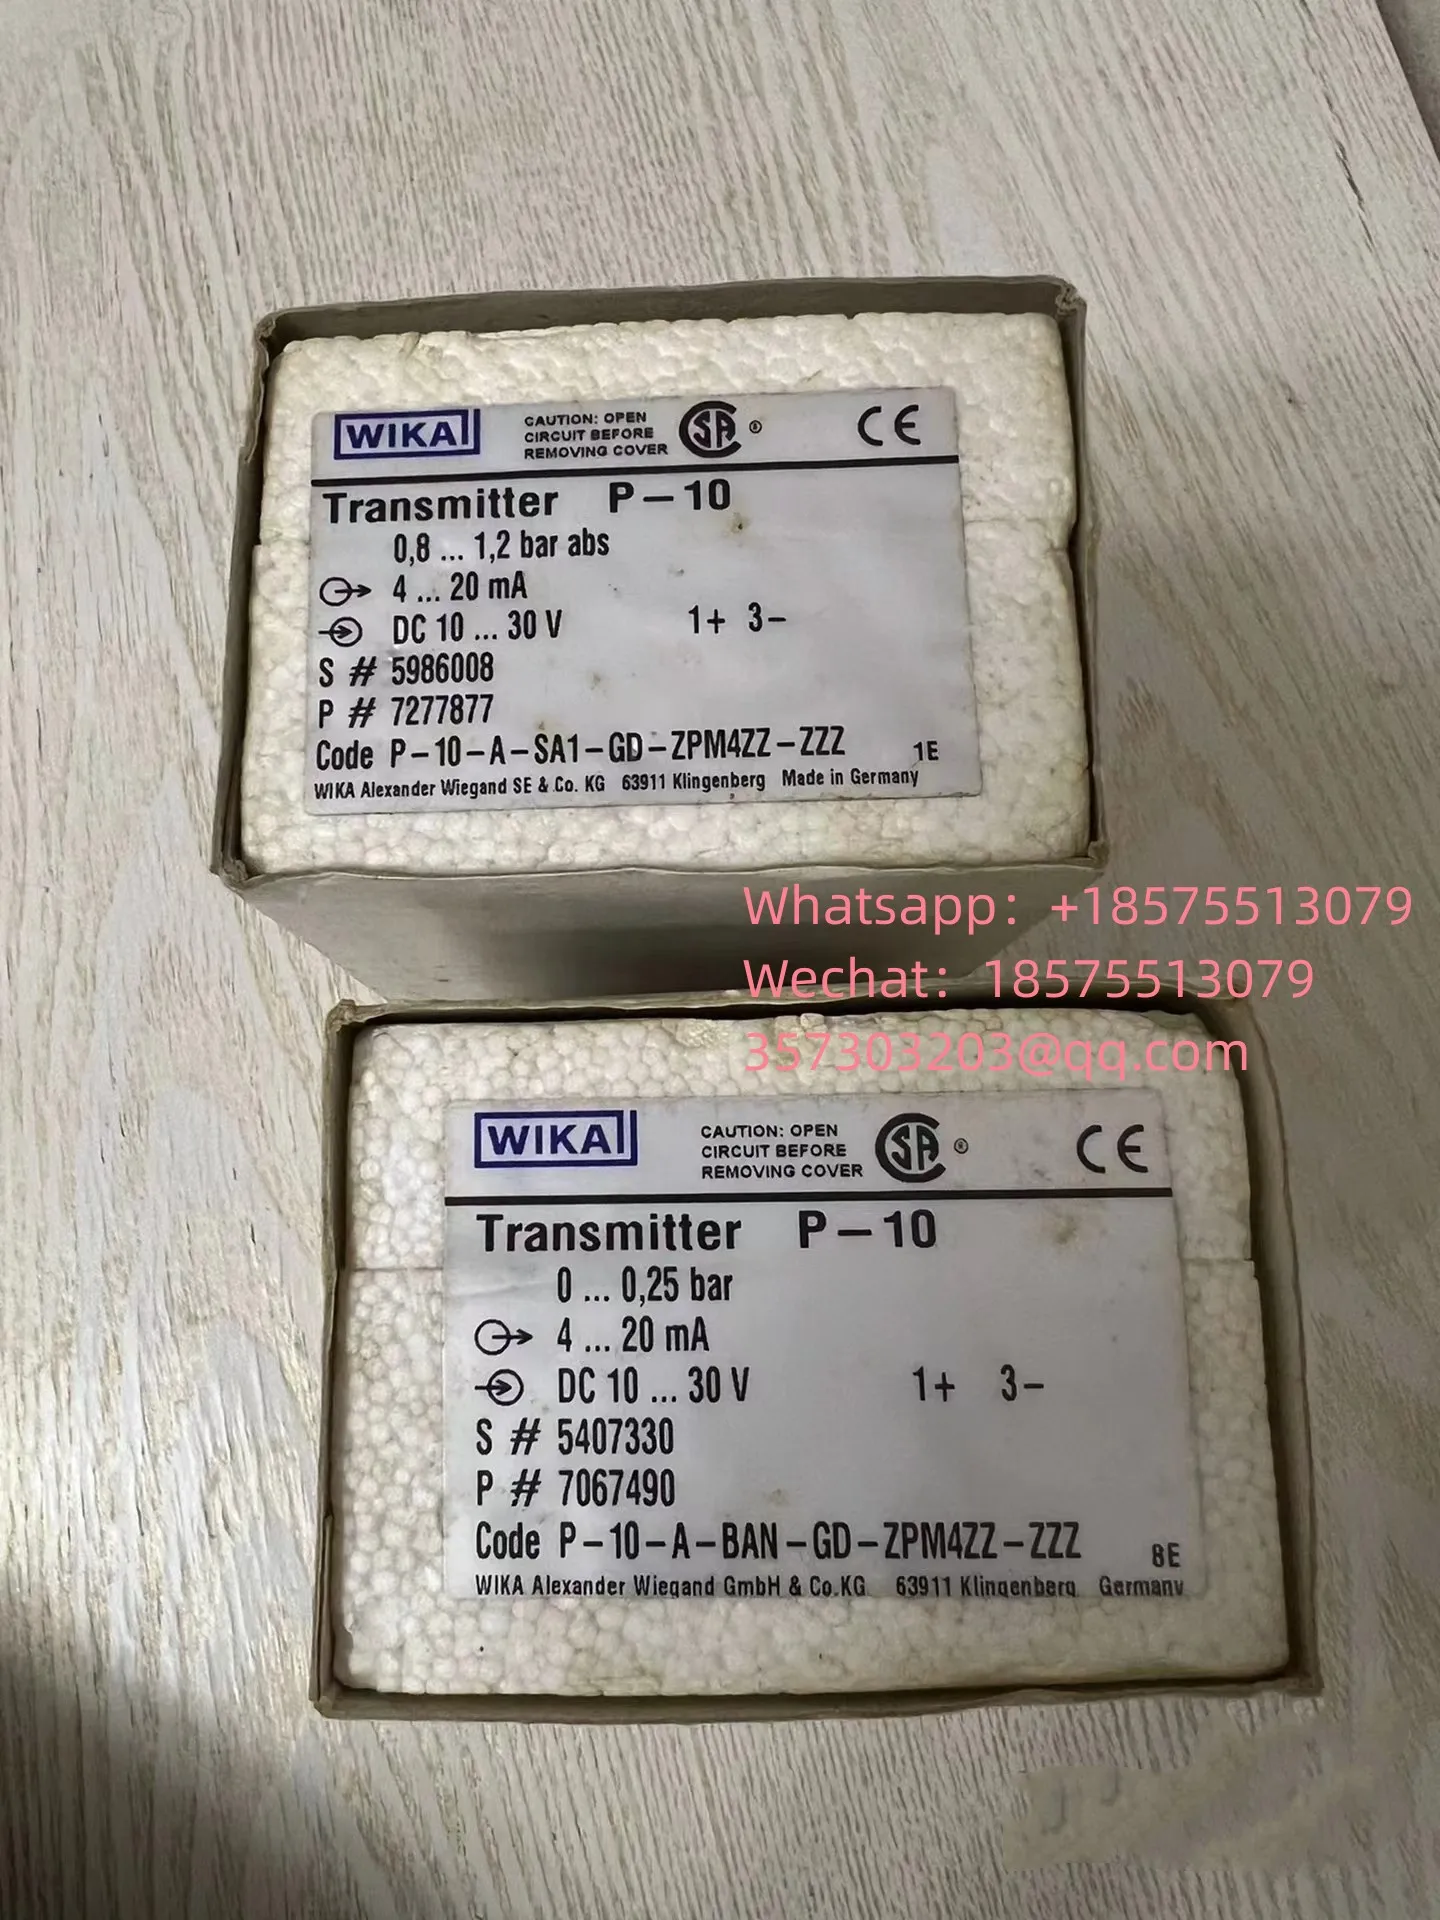 WIKA
CAUTION: OPEN
CIRCUIT BEFORE
REMOVING COVER
SA ®
CE
Transmitter P-10
0,8 ... 1,2 bar abs
4 ... 20 mA
DC 10 ... 30 V 1+ 3-
S # 5986008
P # 7277877
Code P-10-A-SA1-GD-ZPM4ZZ-ZZZ 1E
WIKA Alexander Wiegand SE & Co. KG 63911 Klingenberg Made in Germany
Whatsapp：+18575513079
Wechat：18575513079
357303203@qq.com
WIKA
CAUTION: OPEN
CIRCUIT BEFORE
REMOVING COVER
SA ®
CE
Transmitter P-10
0 ... 0,25 bar
4 ... 20 mA
DC 10 ... 30 V 1+ 3-
S # 5407330
P # 7067490
Code P-10-A-BAN-GD-ZPM4ZZ-ZZZ 8E
WIKA Alexander Wiegand GmbH & Co.KG 63911 Klingenberg Germany